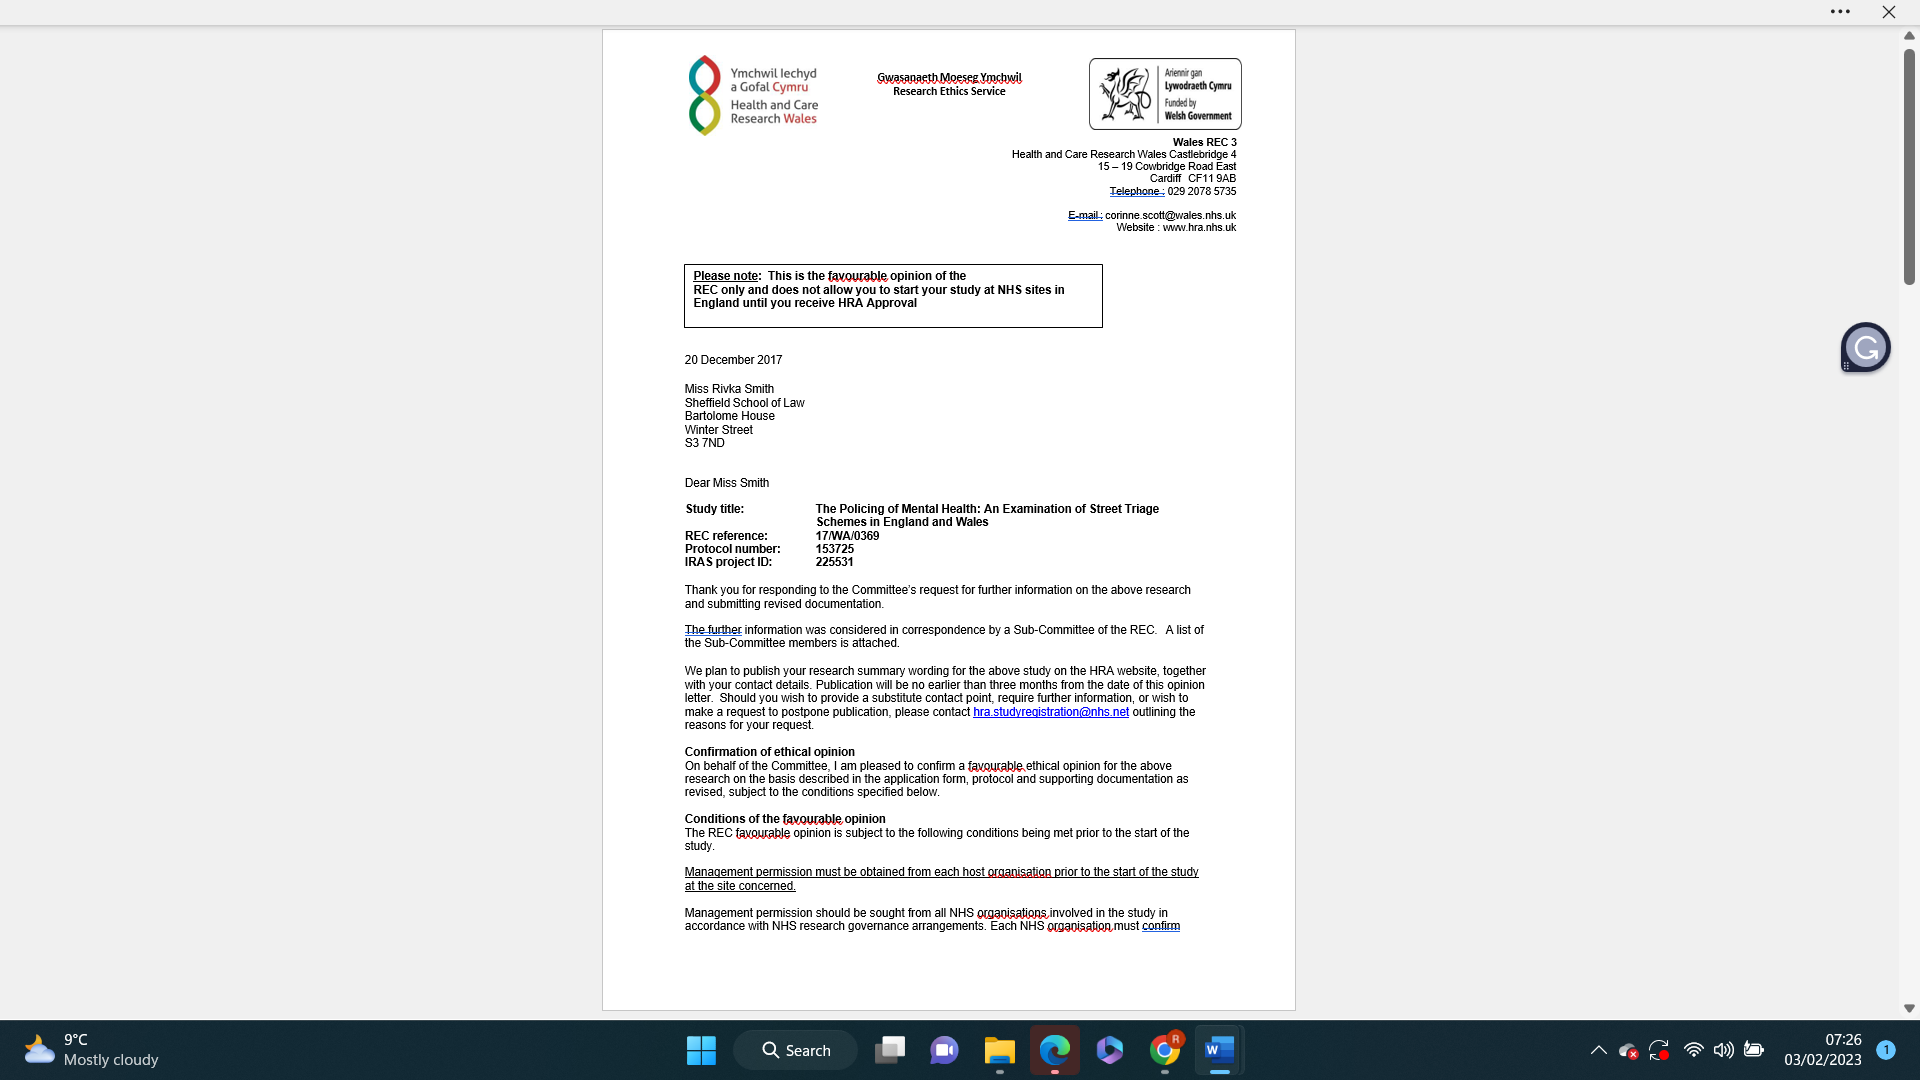 Ymchwil Iechyd
a Gofal Cymru
Health and Care
Research Wales
Gwasanaeth Moeseg Ymchwil
Research Ethics Service
Ariennir gan
Lywodraeth Cymru
Funded by
Welsh Government
Wales REC 3
Health and Care Research Wales Castlebridge 4
15 – 19 Cowbridge Road East
Cardiff CF11 9AB
Telephone : 029 2078 5735
E-mail : corinne.scott@wales.nhs.uk
Website : www.hra.nhs.uk
Please note: This is the favourable opinion of the
REC only and does not allow you to start your study at NHS sites in
England until you receive HRA Approval
20 December 2017
Miss Rivka Smith
Sheffield School of Law
Bartolome House
Winter Street
S3 7ND
Dear Miss Smith
Study title: The Policing of Mental Health: An Examination of Street Triage
Schemes in England and Wales
REC reference: 17/WA/0369
Protocol number: 153725
IRAS project ID: 225531
Thank you for responding to the Committee’s request for further information on the above research
and submitting revised documentation.
The further information was considered in correspondence by a Sub-Committee of the REC. A list of
the Sub-Committee members is attached.
We plan to publish your research summary wording for the above study on the HRA website, together
with your contact details. Publication will be no earlier than three months from the date of this opinion
letter. Should you wish to provide a substitute contact point, require further information, or wish to
make a request to postpone publication, please contact hra.studyregistration@nhs.net outlining the
reasons for your request.
Confirmation of ethical opinion
On behalf of the Committee, I am pleased to confirm a favourable ethical opinion for the above
research on the basis described in the application form, protocol and supporting documentation as
revised, subject to the conditions specified below.
Conditions of the favourable opinion
The REC favourable opinion is subject to the following conditions being met prior to the start of the
study.
Management permission must be obtained from each host organisation prior to the start of the study
at the site concerned.
Management permission should be sought from all NHS organisations involved in the study in
accordance with NHS research governance arrangements. Each NHS organisation must confirm
9°C
Mostly cloudy
Search
R
W
07:26
03/02/2023
1